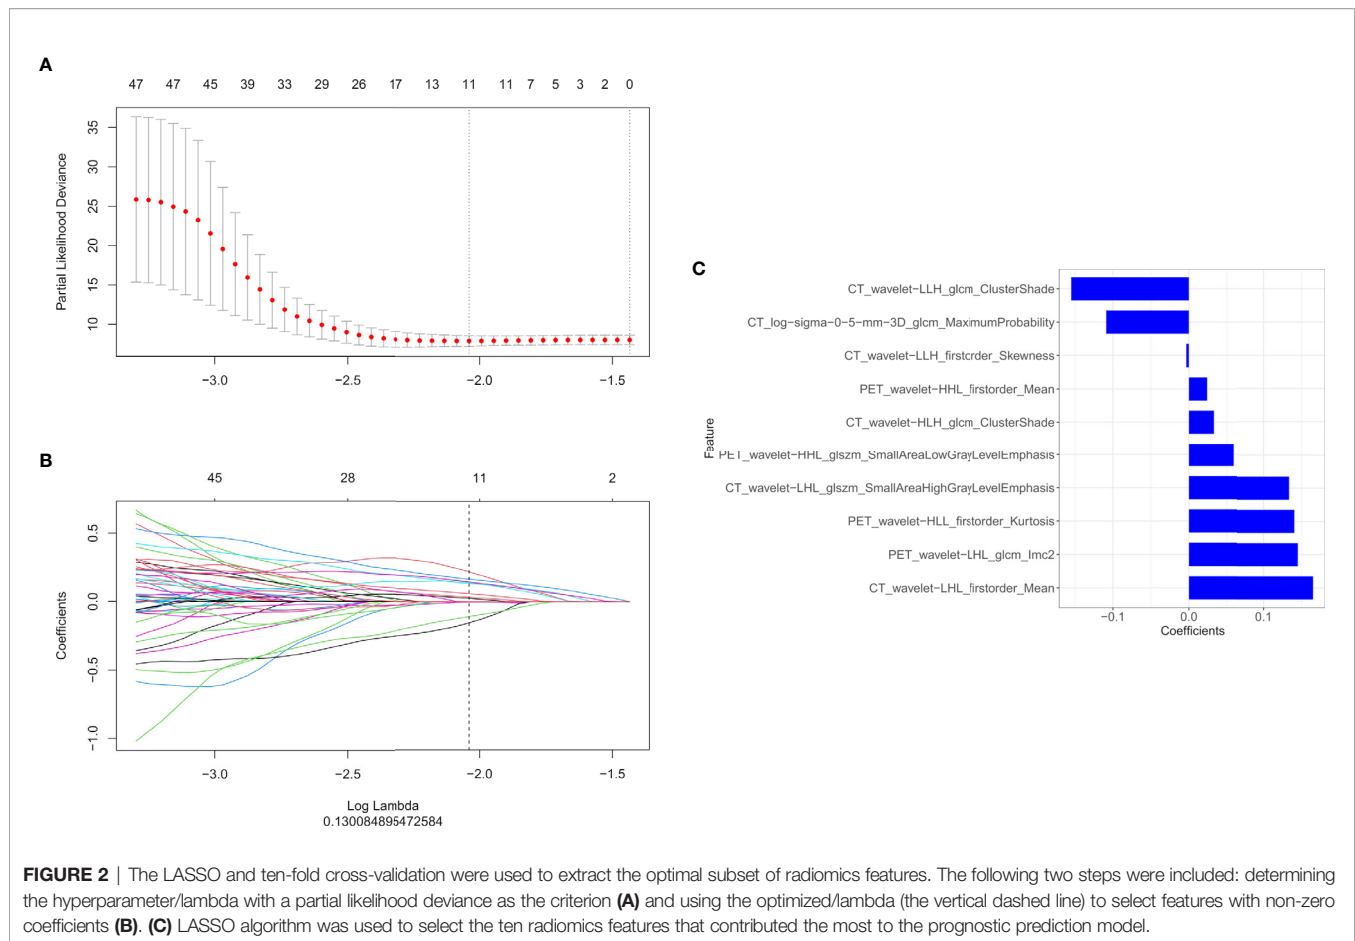 A
47 47 45 39 33 29 26 17 13 11 11 7 5 3 2 0
Partial Likelihood Deviance
35
30
25
20
15
10
−3.0 −2.5 −2.0 −1.5
B
45 28 11 2
Coefficients
0.5
0.0
−0.5
−1.0
−3.0 −2.5 −2.0 −1.5
Log Lambda
0.130084895472584
C
Feature
CT_wavelet−LLH_glcm_ClusterShade
CT_log−sigma−0−5−mm−3D_glcm_MaximumProbability
CT_wavelet−LLH_firstorder_Skewness
PET_wavelet−HHL_firstorder_Mean
CT_wavelet−HLH_glcm_ClusterShade
PET_wavelet−HHL_glszm_SmallAreaLowGrayLevelEmphasis
CT_wavelet−LHL_glszm_SmallAreaHighGrayLevelEmphasis
PET_wavelet−HLL_firstorder_Kurtosis
PET_wavelet−LHL_glcm_Imc2
CT_wavelet−LHL_firstorder_Mean
−0.1 0.0 0.1
Coefficients
FIGURE 2 | The LASSO and ten-fold cross-validation were used to extract the optimal subset of radiomics features. The following two steps were included: determining
the hyperparameter/lambda with a partial likelihood deviance as the criterion (A) and using the optimized/lambda (the vertical dashed line) to select features with non-zero
coefficients (B). (C) LASSO algorithm was used to select the ten radiomics features that contributed the most to the prognostic prediction model.